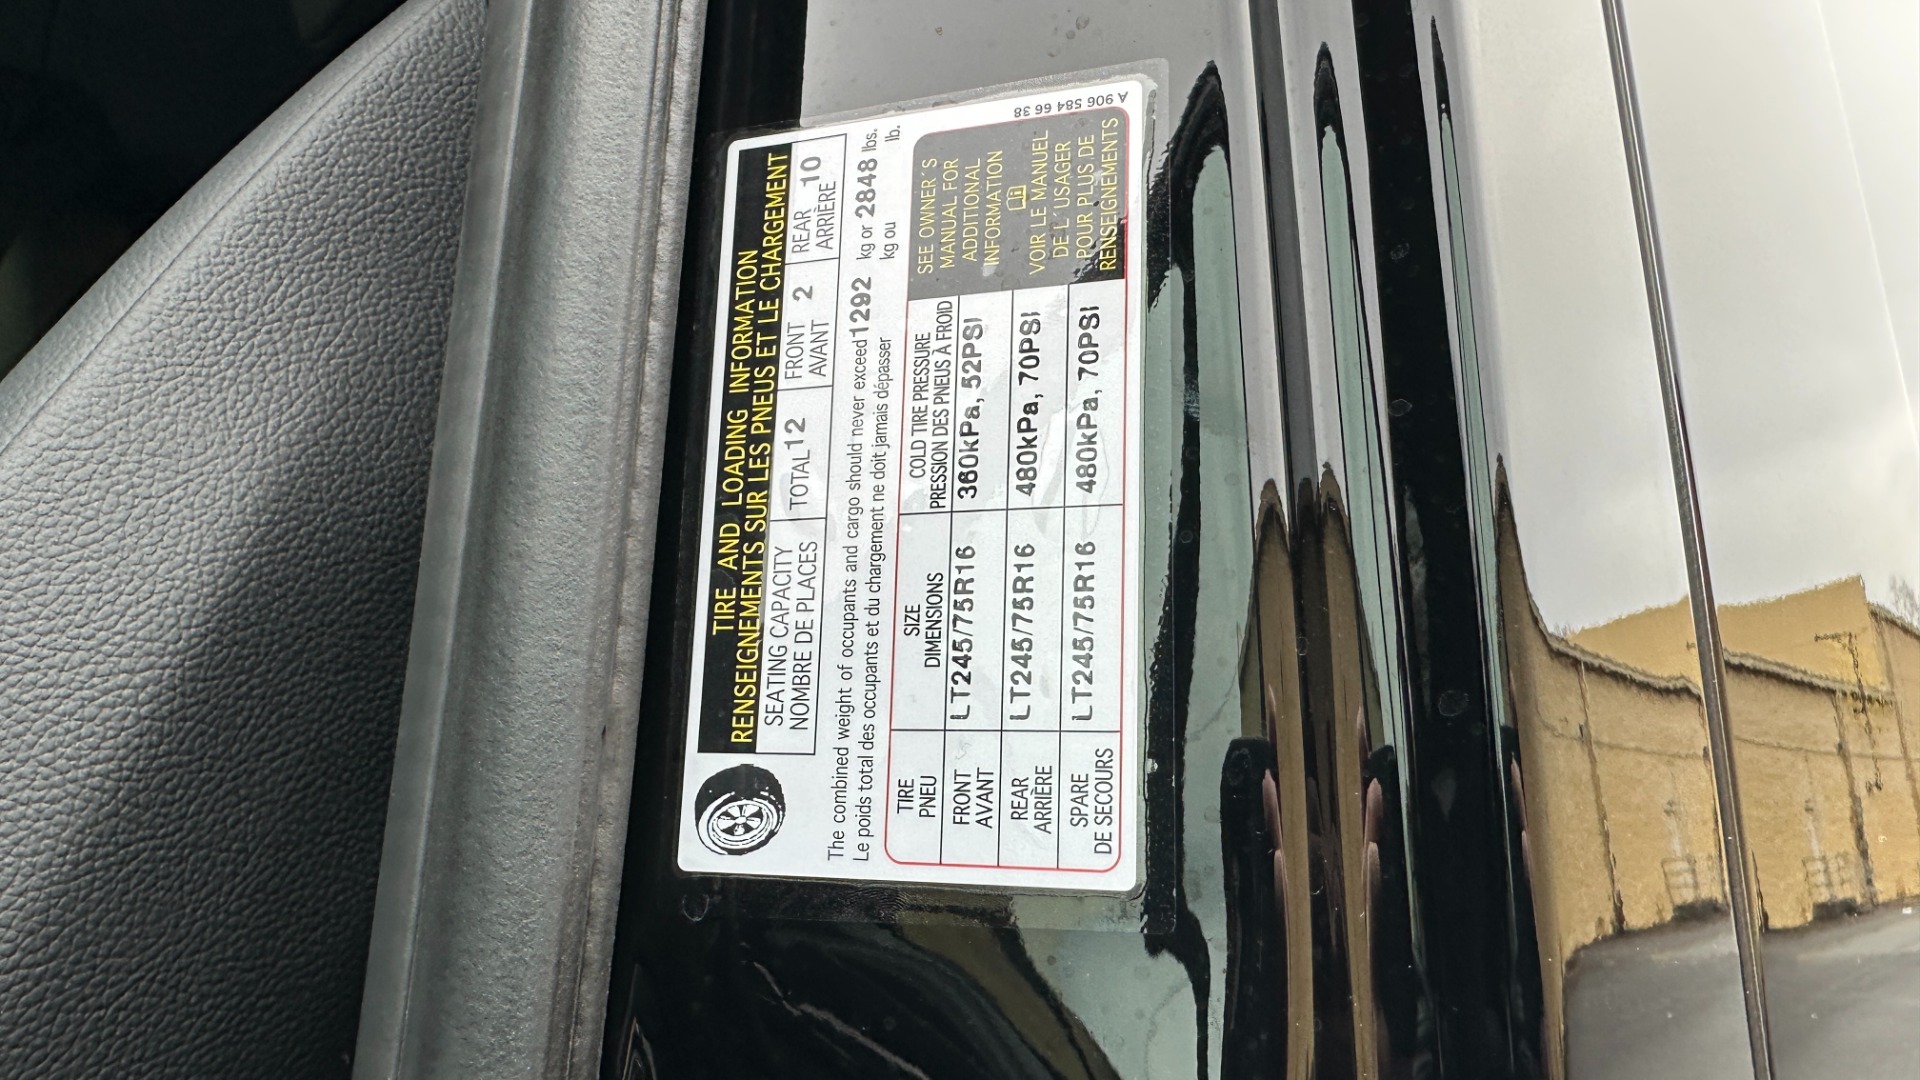 TIRE AND LOADING INFORMATION
RENSEIGNEMENTS SUR LES PNEUS ET LE CHARGEMENT
SEATING CAPACITY
NOMBRE DE PLACES
TOTAL 12
FRONT
AVANT
2
REAR
ARRIÈRE
10
The combined weight of occupants and cargo should never exceed 1292 kg or 2848 lbs.
Le poids total des occupants et du chargement ne doit jamais dépasser kg ou lb.
TIRE
PNEU
SIZE
DIMENSIONS
COLD TIRE PRESSURE
PRESSION DES PNEUS À FROID
FRONT
AVANT
LT245/75R16
360kPa, 52PSI
REAR
ARRIÈRE
LT245/75R16
480kPa, 70PSI
SPARE
DE SECOURS
LT245/75R16
480kPa, 70PSI
SEE OWNER'S
MANUAL FOR
ADDITIONAL
INFORMATION
VOIR LE MANUEL
DE L'USAGER
POUR PLUS DE
RENSEIGNEMENTS
A 906 584 66 38